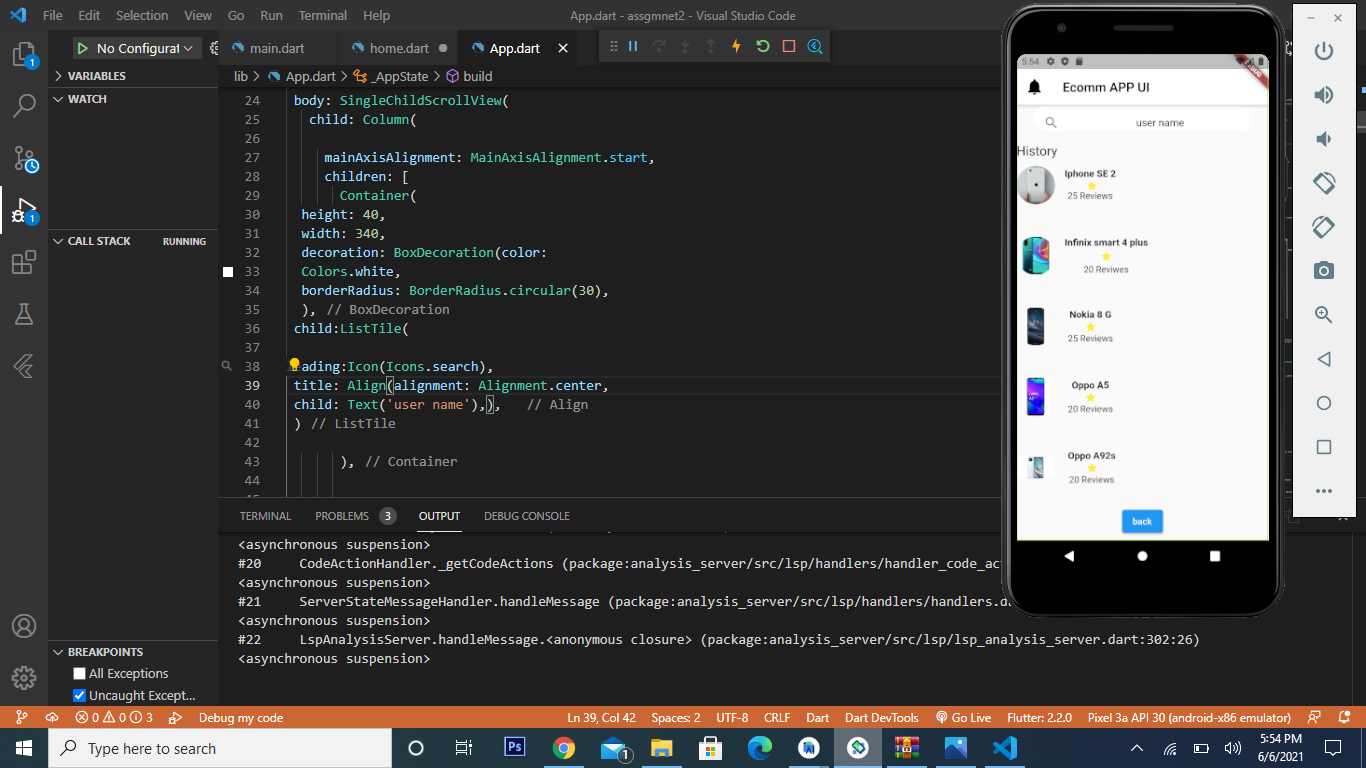 File Edit Selection View Go Run Terminal Help
App.dart - assgmnet2 - Visual Studio Code
No Configurat
main.dart
home.dart
App.dart
VARIABLES
WATCH
CALL STACK
RUNNING
BREAKPOINTS
All Exceptions
Uncaught Except...
1
1
lib > App.dart > _AppState > build
24 body: SingleChildScrollView(
25 child: Column(
26
27 mainAxisAlignment: MainAxisAlignment.start,
28 children: [
29 Container(
30 height: 40,
31 width: 340,
32 decoration: BoxDecoration(color:
33 Colors.white,
34 borderRadius: BorderRadius.circular(30),
35 ), // BoxDecoration
36 child:ListTile(
37
38 ading:Icon(Icons.search),
39 title: Align(alignment: Alignment.center,
40 child: Text('user name'),), // Align
41 ) // ListTile
42
43 ), // Container
44
TERMINAL PROBLEMS 3 OUTPUT DEBUG CONSOLE
<asynchronous suspension>
#20 CodeActionHandler._getCodeActions (package:analysis_server/src/lsp/handlers/handler_code_ac
<asynchronous suspension>
#21 ServerStateMessageHandler.handleMessage (package:analysis_server/src/lsp/handlers/handlers.da
<asynchronous suspension>
#22 LspAnalysisServer.handleMessage.<anonymous closure> (package:analysis_server/src/lsp/lsp_analysis_server.dart:302:26)
<asynchronous suspension>
5:54
Ecomm APP UI
user name
History
Iphone SE 2
25 Reviews
Infinix smart 4 plus
20 Reviwes
Nokia 8 G
25 Reviews
Oppo A5
20 Reviews
Oppo A92s
20 Reviews
back
0 0 3
Debug my code
Ln 39, Col 42
Spaces: 2
UTF-8
CRLF
Dart
Dart DevTools
Go Live
Flutter: 2.2.0
Pixel 3a API 30 (android-x86 emulator)
Type here to search
Ps
1
5:54 PM
6/6/2021